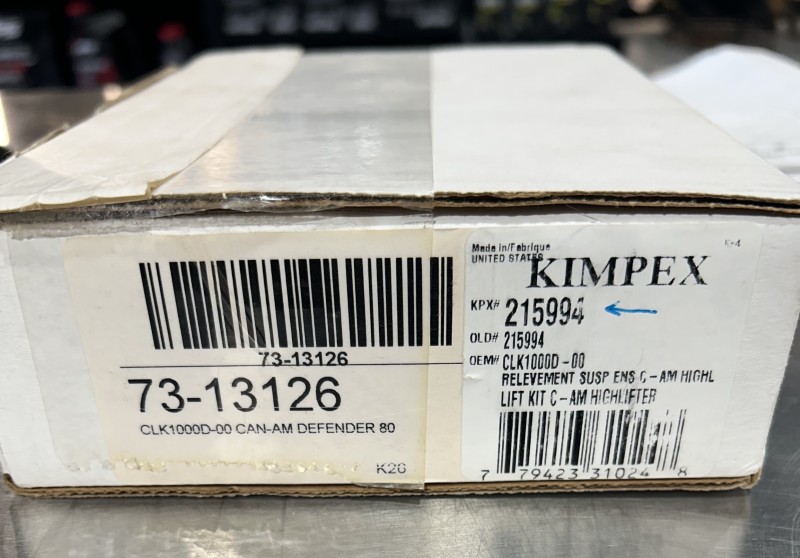 73-13126
73-13126
CLK1000D-00 CAN-AM DEFENDER 80
K26
Made in/Fabrique
UNITED STATES
K-4
KIMPEX
KPX# 215994
OLD# 215994
OEM# CLK1000D-00
RELEVEMENT SUSP ENS C-AM HIGHL
LIFT KIT C-AM HIGHLIFTER
7 79423 31024 8